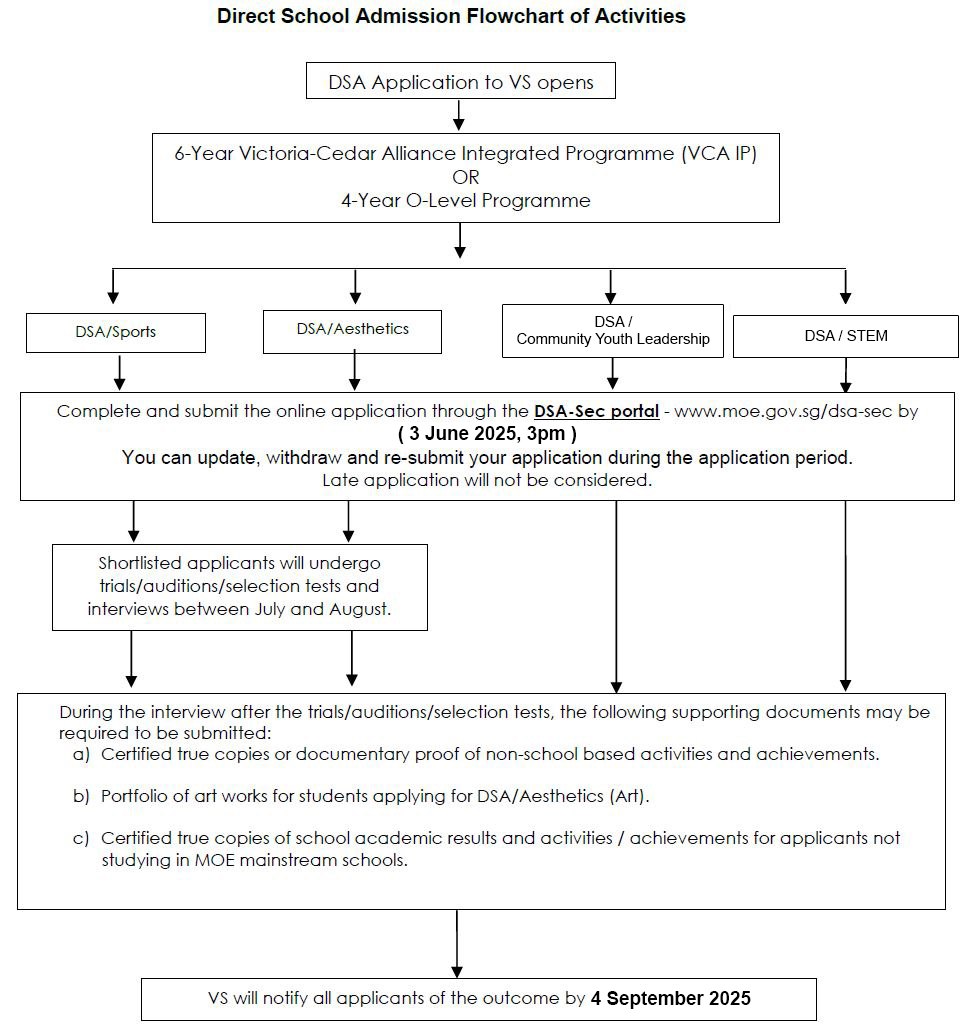 Direct School Admission Flowchart of Activities
DSA Application to VS opens
6-Year Victoria-Cedar Alliance Integrated Programme (VCA IP)
OR
4-Year O-Level Programme
DSA/Sports
DSA/Aesthetics
DSA /
Community Youth Leadership
DSA / STEM
Complete and submit the online application through the DSA-Sec portal - www.moe.gov.sg/dsa-sec by
( 3 June 2025, 3pm )
You can update, withdraw and re-submit your application during the application period.
Late application will not be considered.
Shortlisted applicants will undergo
trials/auditions/selection tests and
interviews between July and August.
During the interview after the trials/auditions/selection tests, the following supporting documents may be
required to be submitted:
a) Certified true copies or documentary proof of non-school based activities and achievements.
b) Portfolio of art works for students applying for DSA/Aesthetics (Art).
c) Certified true copies of school academic results and activities / achievements for applicants not
studying in MOE mainstream schools.
VS will notify all applicants of the outcome by 4 September 2025